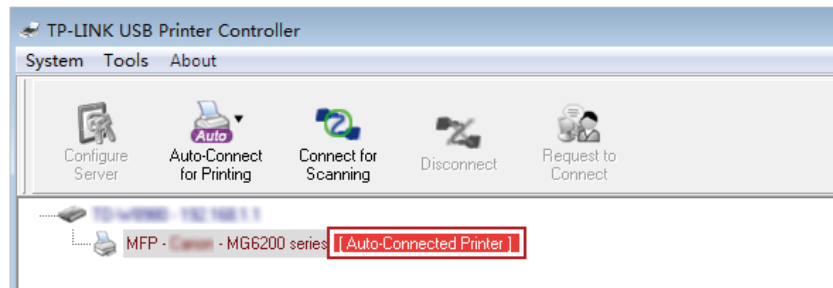 TP-LINK USB Printer Controller
System Tools About
Configure Server
Auto
Auto-Connect for Printing
Connect for Scanning
Disconnect
Request to Connect
MFP - - MG6200 series [ Auto-Connected Printer ]